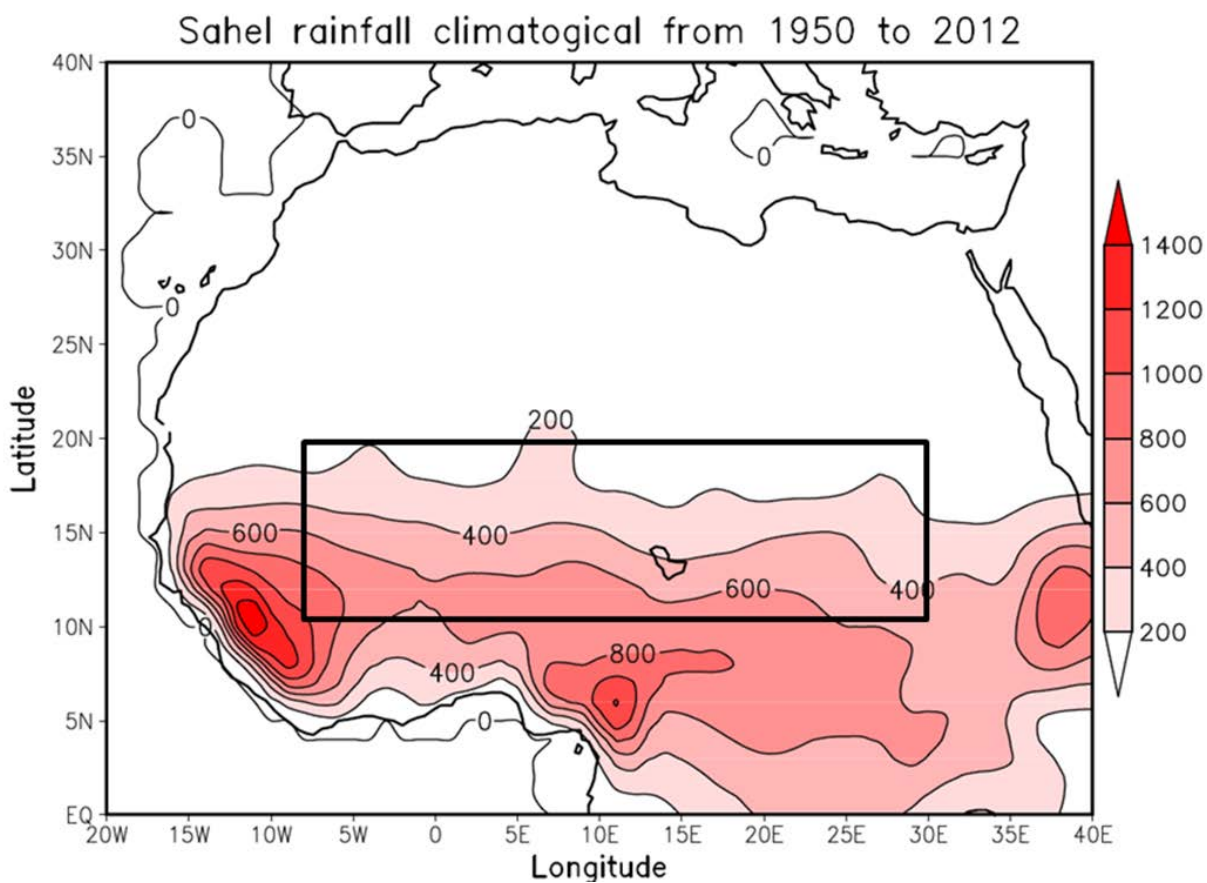 Sahel rainfall climatogical from 1950 to 2012
40N
0
35N
0
30N
0
25N
200
20N
600
15N
400
600
400
10N
0
800
400
5N
0
EQ
20W 15W 10W 5W 0 5E 10E 15E 20E 25E 30E 35E 40E
Longitude
Latitude
1400
1200
1000
800
600
400
200